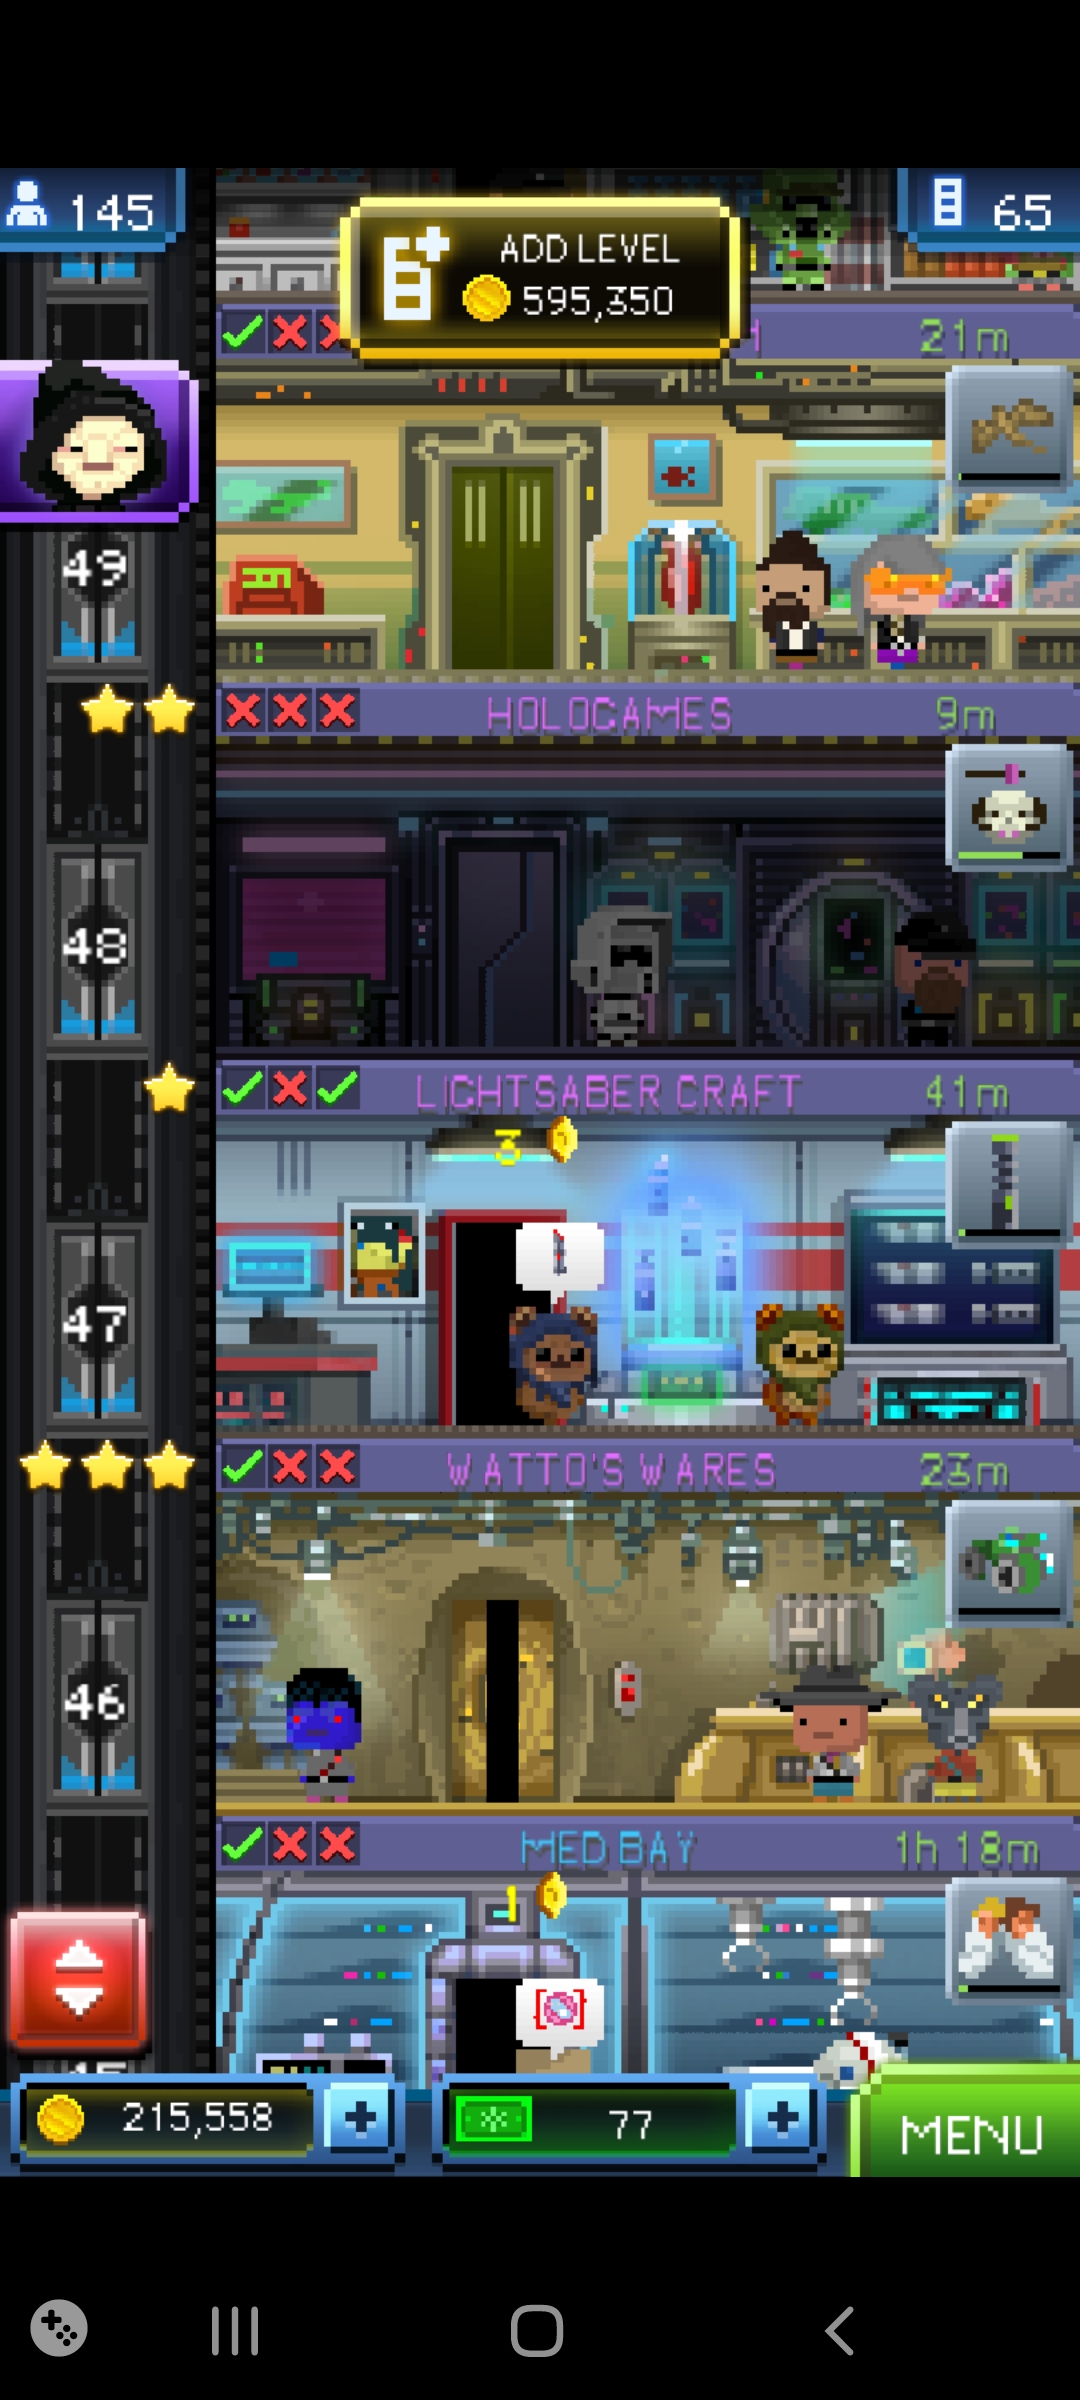 145
ADD LEVEL
595,350
65
21m
49
HOLOGAMES
9m
48
LIGHTSABER CRAFT
41m
3
47
WATTO'S WARES
23m
46
MED BAY
1h 18m
1
215,558
77
MENU